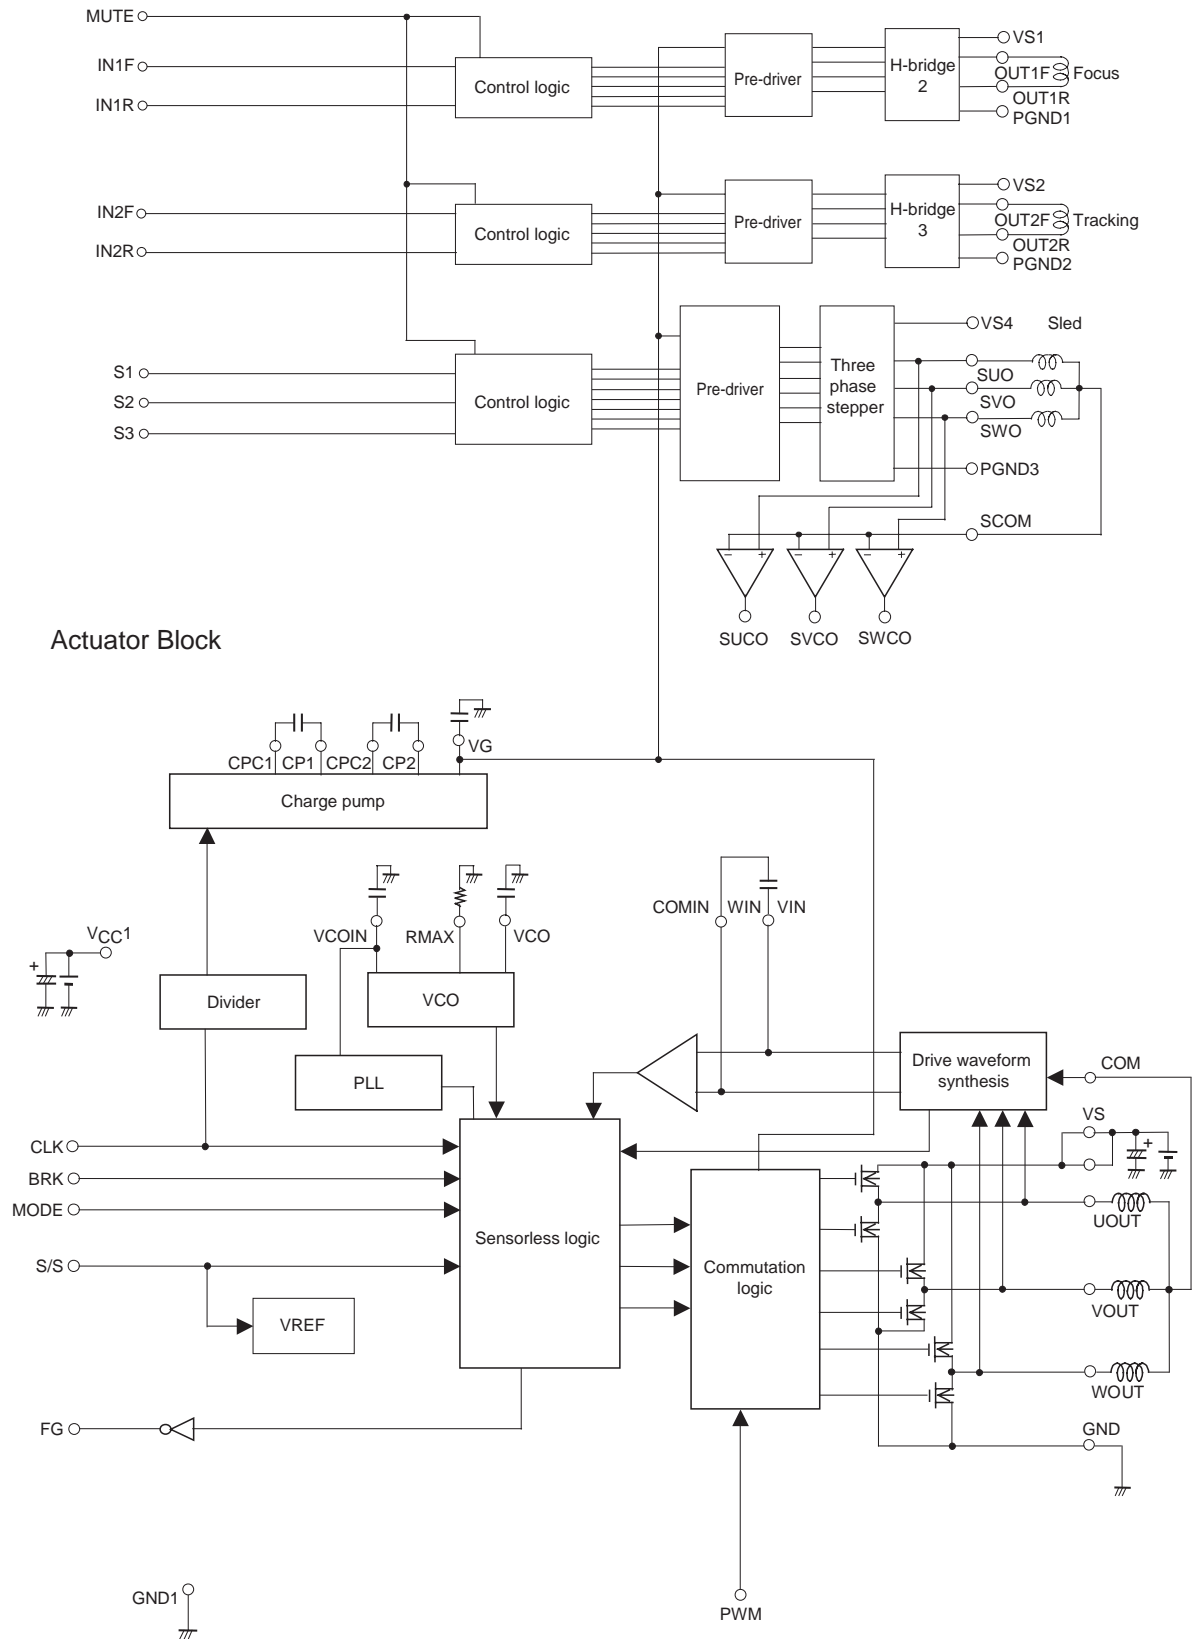 MUTE
IN1F
IN1R
Control logic
Pre-driver
H-bridge
2
VS1
OUT1F
Focus
OUT1R
PGND1
IN2F
IN2R
Control logic
Pre-driver
H-bridge
3
VS2
OUT2F
Tracking
OUT2R
PGND2
S1
S2
S3
Control logic
Pre-driver
Three
phase
stepper
VS4
Sled
SUO
SVO
SWO
PGND3
SCOM
− +
− +
− +
SUCO
SVCO
SWCO
Actuator Block
CPC1
CP1
CPC2
CP2
VG
Charge pump
VCC1
+
Divider
VCOIN
RMAX
VCO
VCO
PLL
COMIN
WIN
VIN
Drive waveform
synthesis
COM
VS
+
CLK
BRK
MODE
S/S
VREF
FG
Sensorless logic
Commutation
logic
UOUT
VOUT
WOUT
GND
GND1
PWM